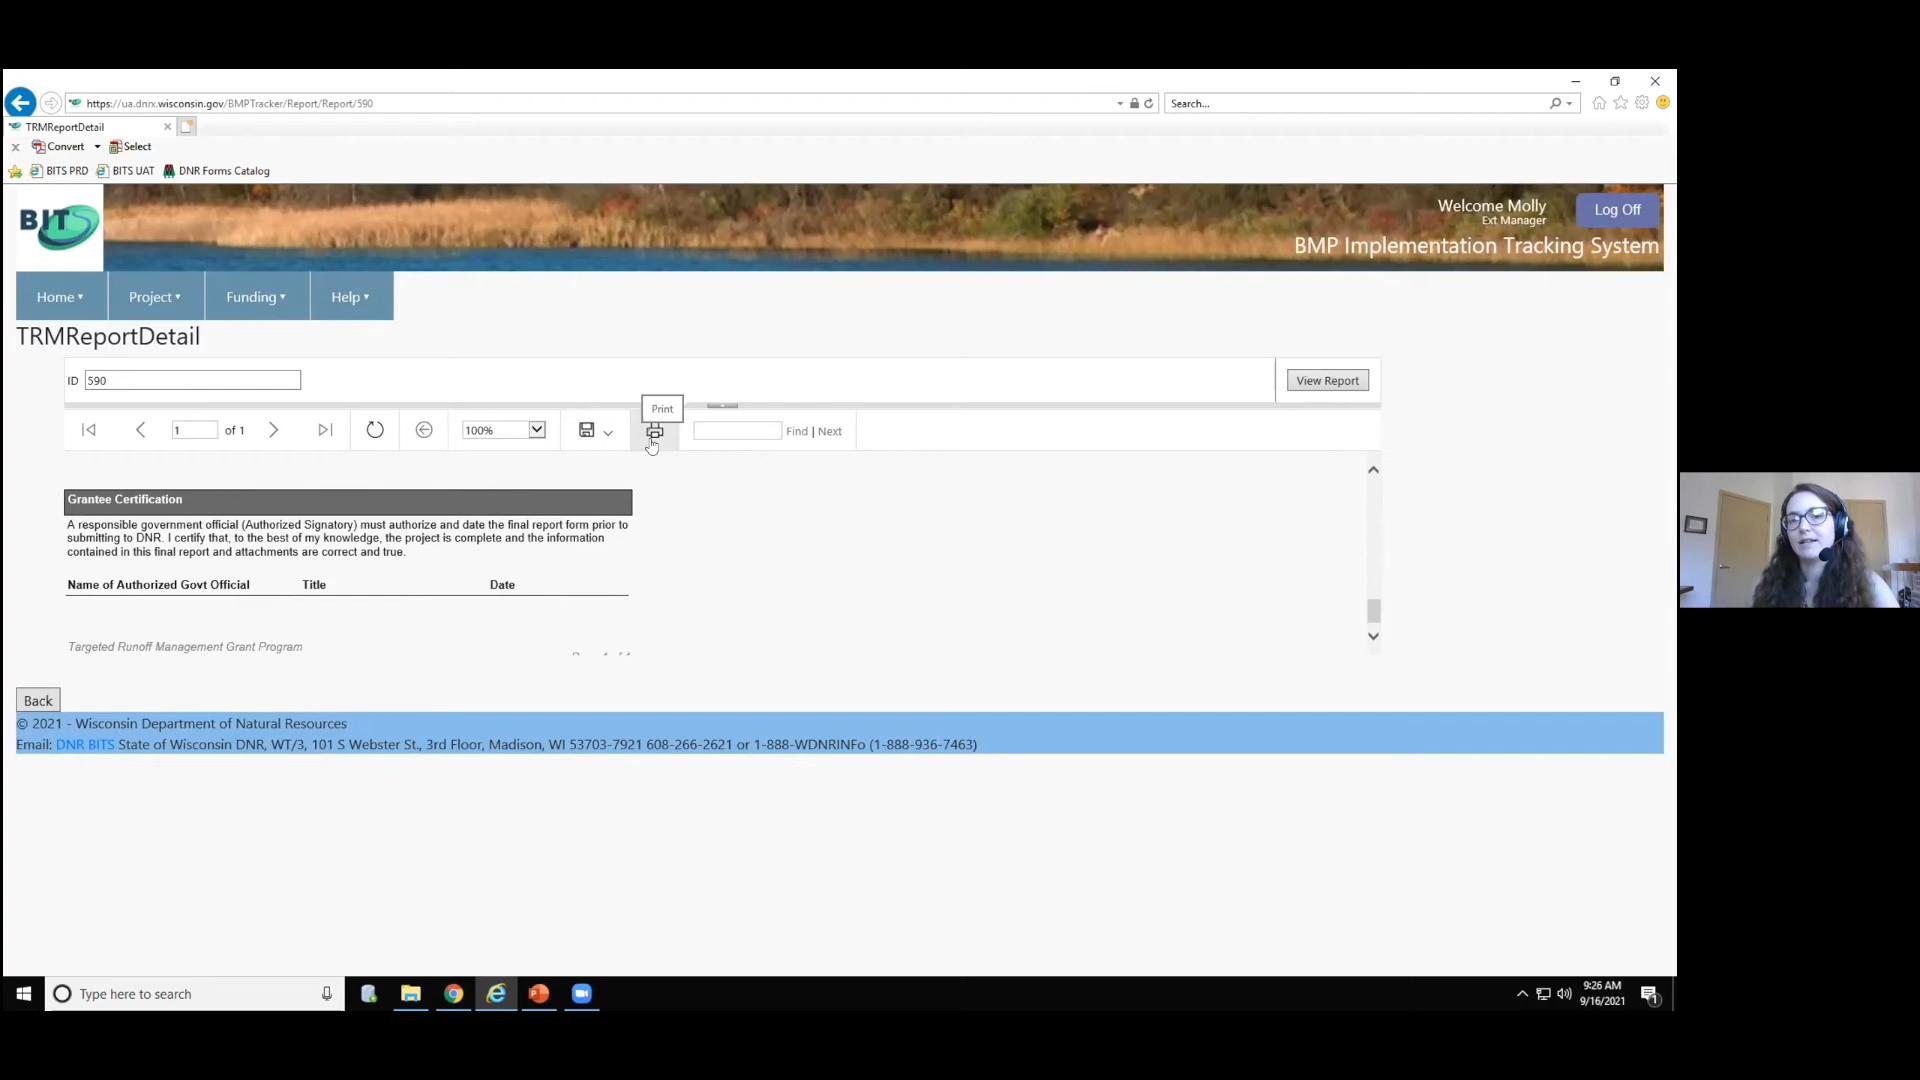 https://ua.dnrx.wisconsin.gov/BMPTracker/Report/Report/590
Search...
TRMReportDetail
Convert
Select
BITS PRD
BITS UAT
DNR Forms Catalog
BITS
Welcome Molly
Ext Manager
Log Off
BMP Implementation Tracking System
Home
Project
Funding
Help
TRMReportDetail
ID 590
View Report
Print
1 of 1
100%
Find | Next
Grantee Certification
A responsible government official (Authorized Signatory) must authorize and date the final report form prior to
submitting to DNR. I certify that, to the best of my knowledge, the project is complete and the information
contained in this final report and attachments are correct and true.
Name of Authorized Govt Official Title Date
Targeted Runoff Management Grant Program
Back
© 2021 - Wisconsin Department of Natural Resources
Email: DNR BITS State of Wisconsin DNR, WT/3, 101 S Webster St., 3rd Floor, Madison, WI 53703-7921 608-266-2621 or 1-888-WDNRINFo (1-888-936-7463)
Type here to search
9:26 AM
9/16/2021
1